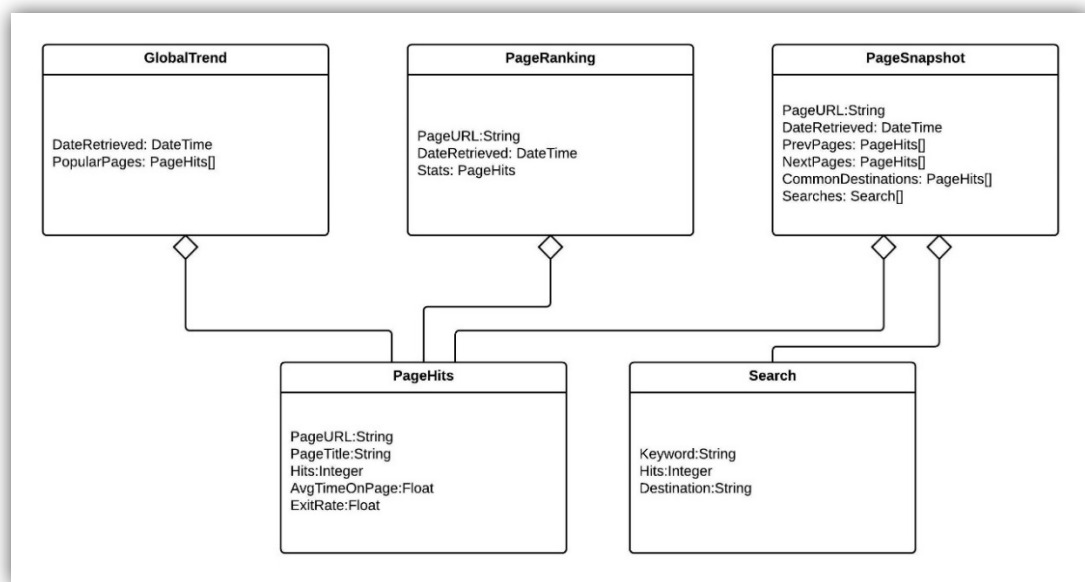 GlobalTrend
DateRetrieved: DateTime
PopularPages: PageHits[]
PageRanking
PageURL:String
DateRetrieved: DateTime
Stats: PageHits
PageSnapshot
PageURL:String
DateRetrieved: DateTime
PrevPages: PageHits[]
NextPages: PageHits[]
CommonDestinations: PageHits[]
Searches: Search[]
PageHits
PageURL:String
PageTitle:String
Hits:Integer
AvgTimeOnPage:Float
ExitRate:Float
Search
Keyword:String
Hits:Integer
Destination:String